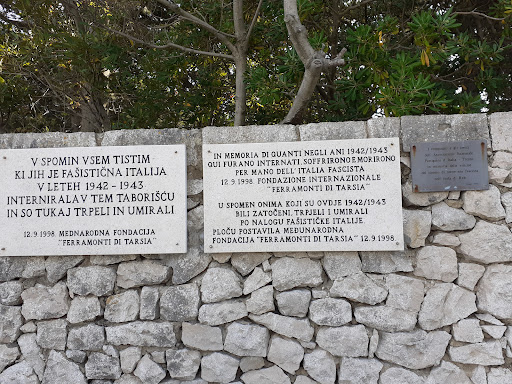 V SPOMIN VSEM TISTIM
KI JIH JE FAŠISTIČNA ITALIJA
V LETEH 1942 - 1943
INTERNIRALA V TEM TABORIŠČU
IN SO TUKAJ TRPELI IN UMIRALI
12.9.1998. MEDNARODNA FONDACIJA
"FERRAMONTI DI TARSIA"
IN MEMORIA DI QUANTI NEGLI ANI 1942/1943
QUI FURANO INTERNATI, SOFFRIRONO E MORIRONO
PER MANO DELL'ITALIA FASCISTA
12.9.1998. FONDAZIONE INTERNAZIONALE
"FERRAMONTI DI TARSIA"
U SPOMEN ONIMA KOJI SU OVDJE 1942/1943
BILI ZATOČENI, TRPJELI I UMIRALI
PO NALOGU FAŠISTIČKE ITALIJE.
PLOČU POSTAVILA MEĐUNARODNA
FONDACIJA "FERRAMONTI DI TARSIA" 12.9.1998.